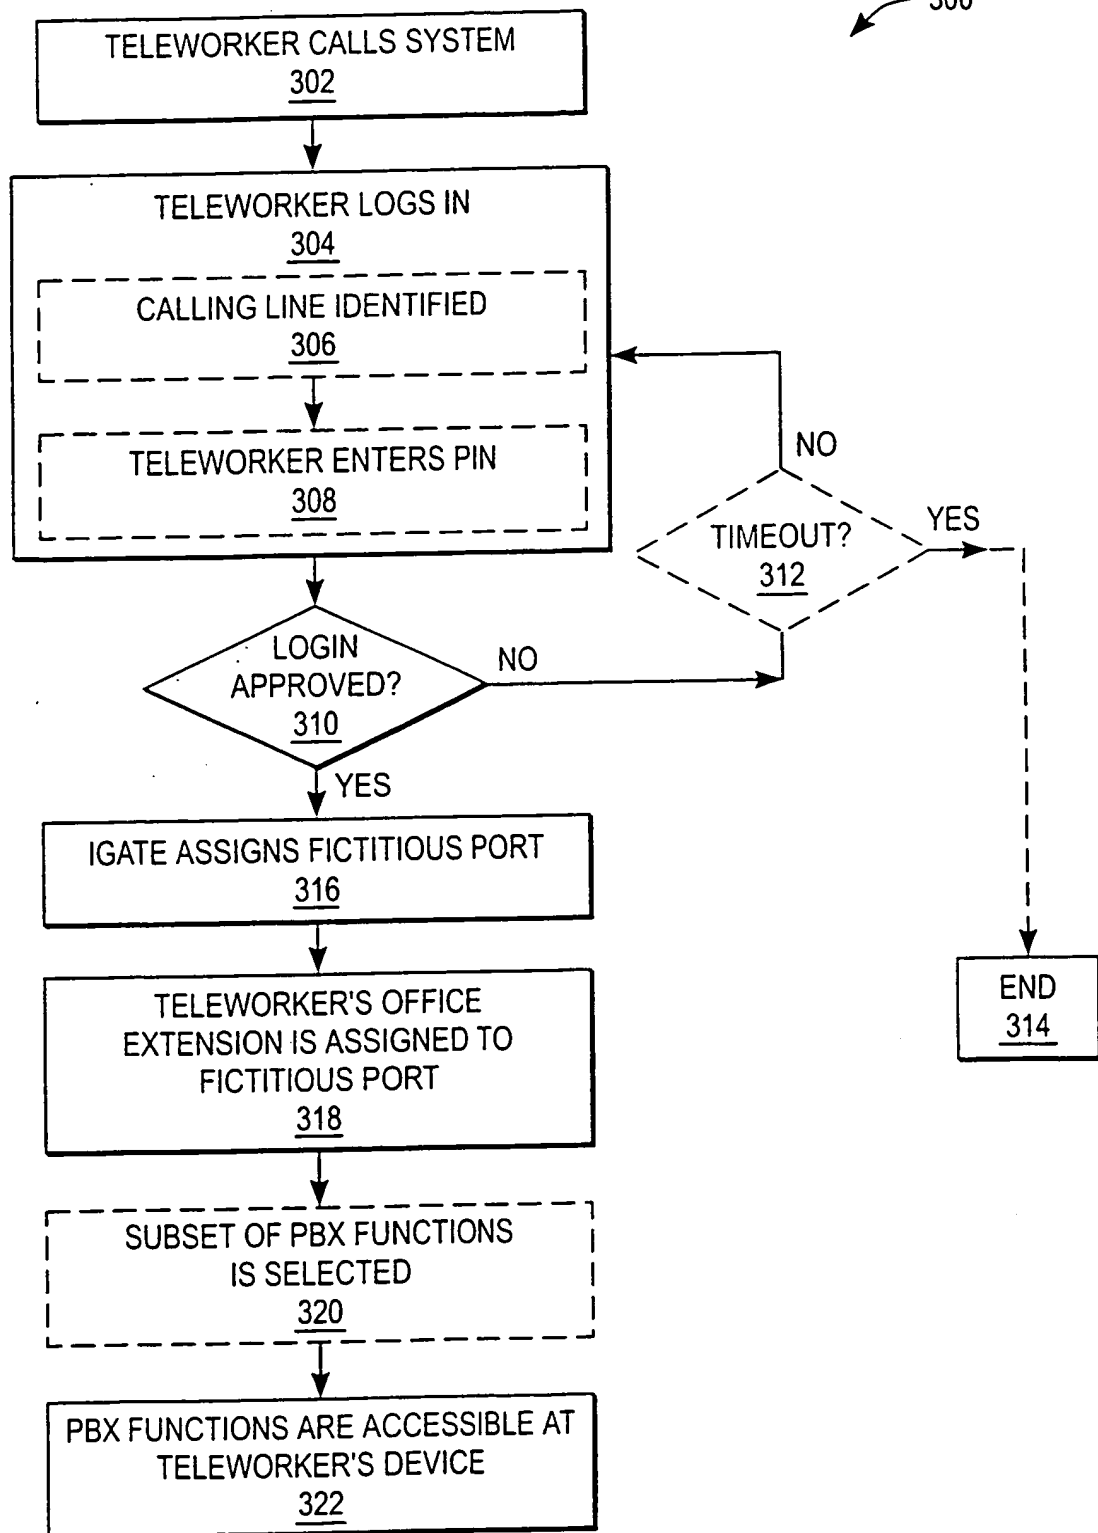 300
TELEWORKER CALLS SYSTEM
302
TELEWORKER LOGS IN
304
CALLING LINE IDENTIFIED
306
TELEWORKER ENTERS PIN
308
NO
TIMEOUT?
312
YES
LOGIN
APPROVED?
310
NO
YES
IGATE ASSIGNS FICTITIOUS PORT
316
TELEWORKER'S OFFICE
EXTENSION IS ASSIGNED TO
FICTITIOUS PORT
318
END
314
SUBSET OF PBX FUNCTIONS
IS SELECTED
320
PBX FUNCTIONS ARE ACCESSIBLE AT
TELEWORKER'S DEVICE
322